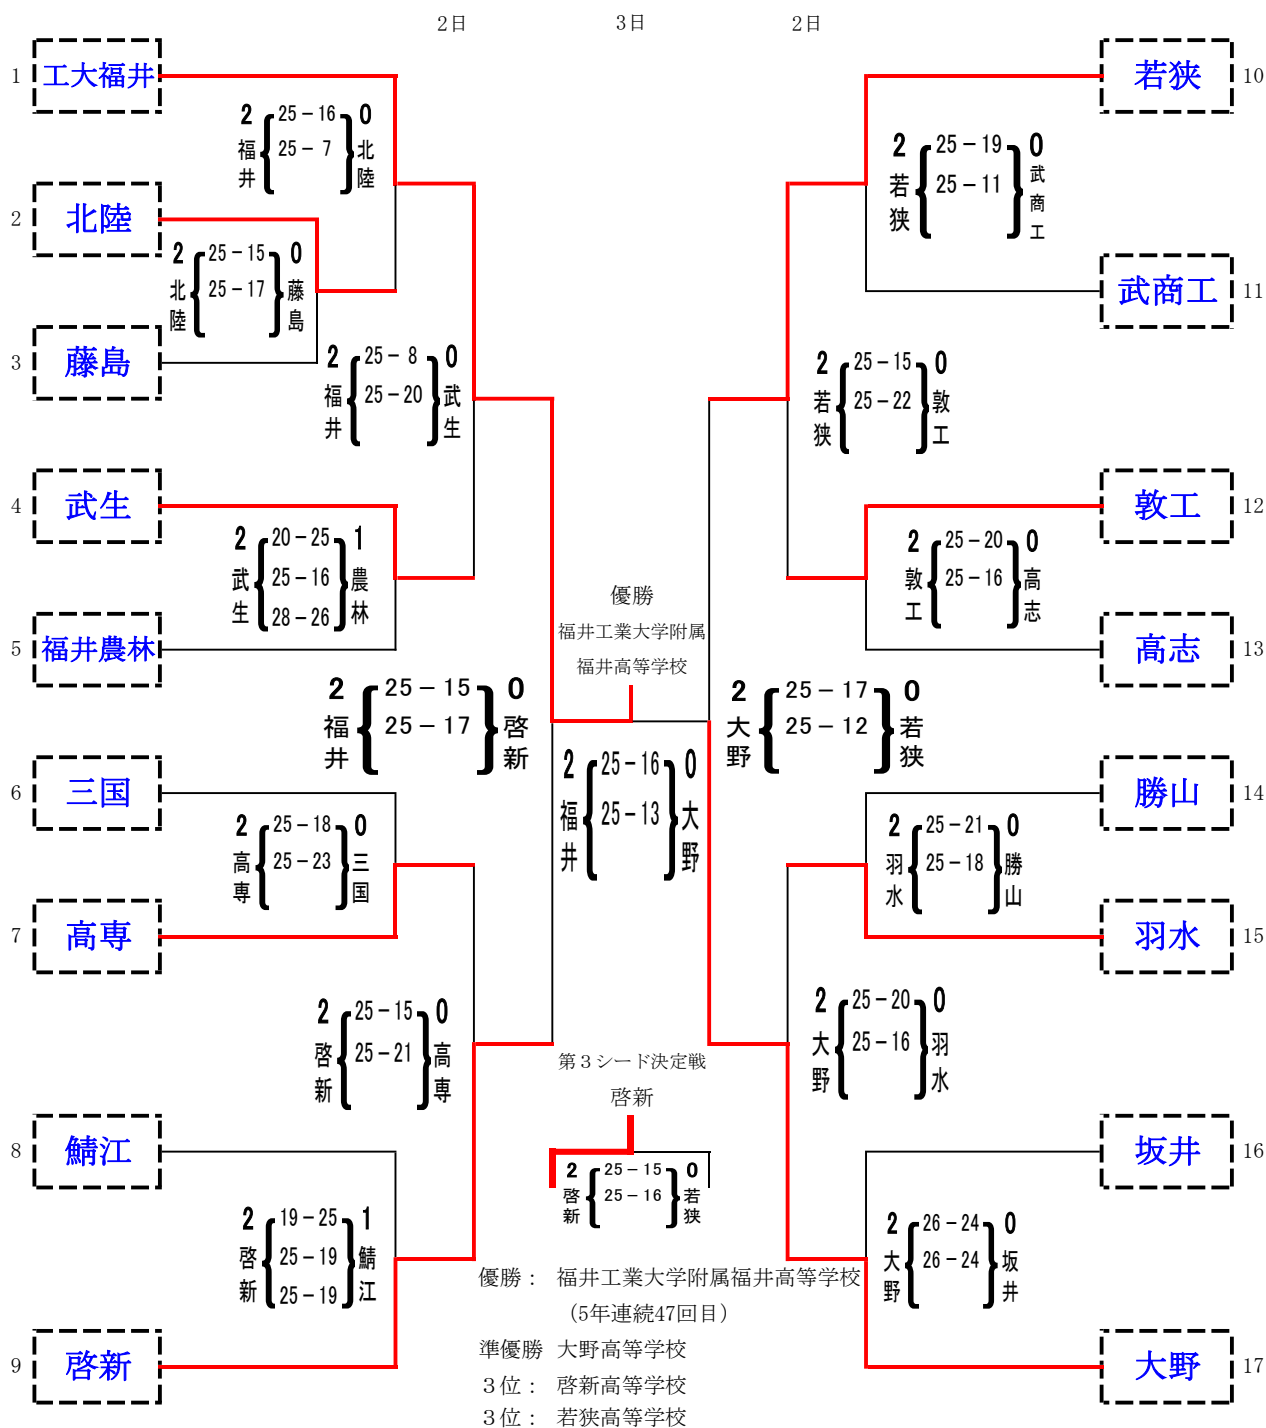 2日 3日 2日
1 工大福井
2 0
福井 北陸
25－16
25－ 7
2 北陸
2 0
北陸 藤島
25－15
25－17
3 藤島
2 0
福井 武生
25－ 8
25－20
4 武生
2 1
武生 農林
20－25
25－16
28－26
5 福井農林
2 0
福井 啓新
25－15
25－17
6 三国
2 0
高専 三国
25－18
25－23
7 高専
2 0
啓新 高専
25－15
25－21
8 鯖江
2 1
啓新 鯖江
19－25
25－19
25－19
9 啓新
優勝
福井工業大学附属
福井高等学校
2 0
福井 大野
25－16
25－13
第３シード決定戦
啓新
2 0
啓新 若狭
25－15
25－16
若狭 10
2 0
若狭 武商工
25－19
25－11
武商工 11
2 0
若狭 敦工
25－15
25－22
敦工 12
2 0
敦工 高志
25－20
25－16
高志 13
2 0
大野 若狭
25－17
25－12
勝山 14
2 0
羽水 勝山
25－21
25－18
羽水 15
2 0
大野 羽水
25－20
25－16
坂井 16
2 0
大野 坂井
26－24
26－24
大野 17
優勝： 福井工業大学附属福井高等学校
（5年連続47回目）
準優勝 大野高等学校
３位： 啓新高等学校
３位： 若狭高等学校